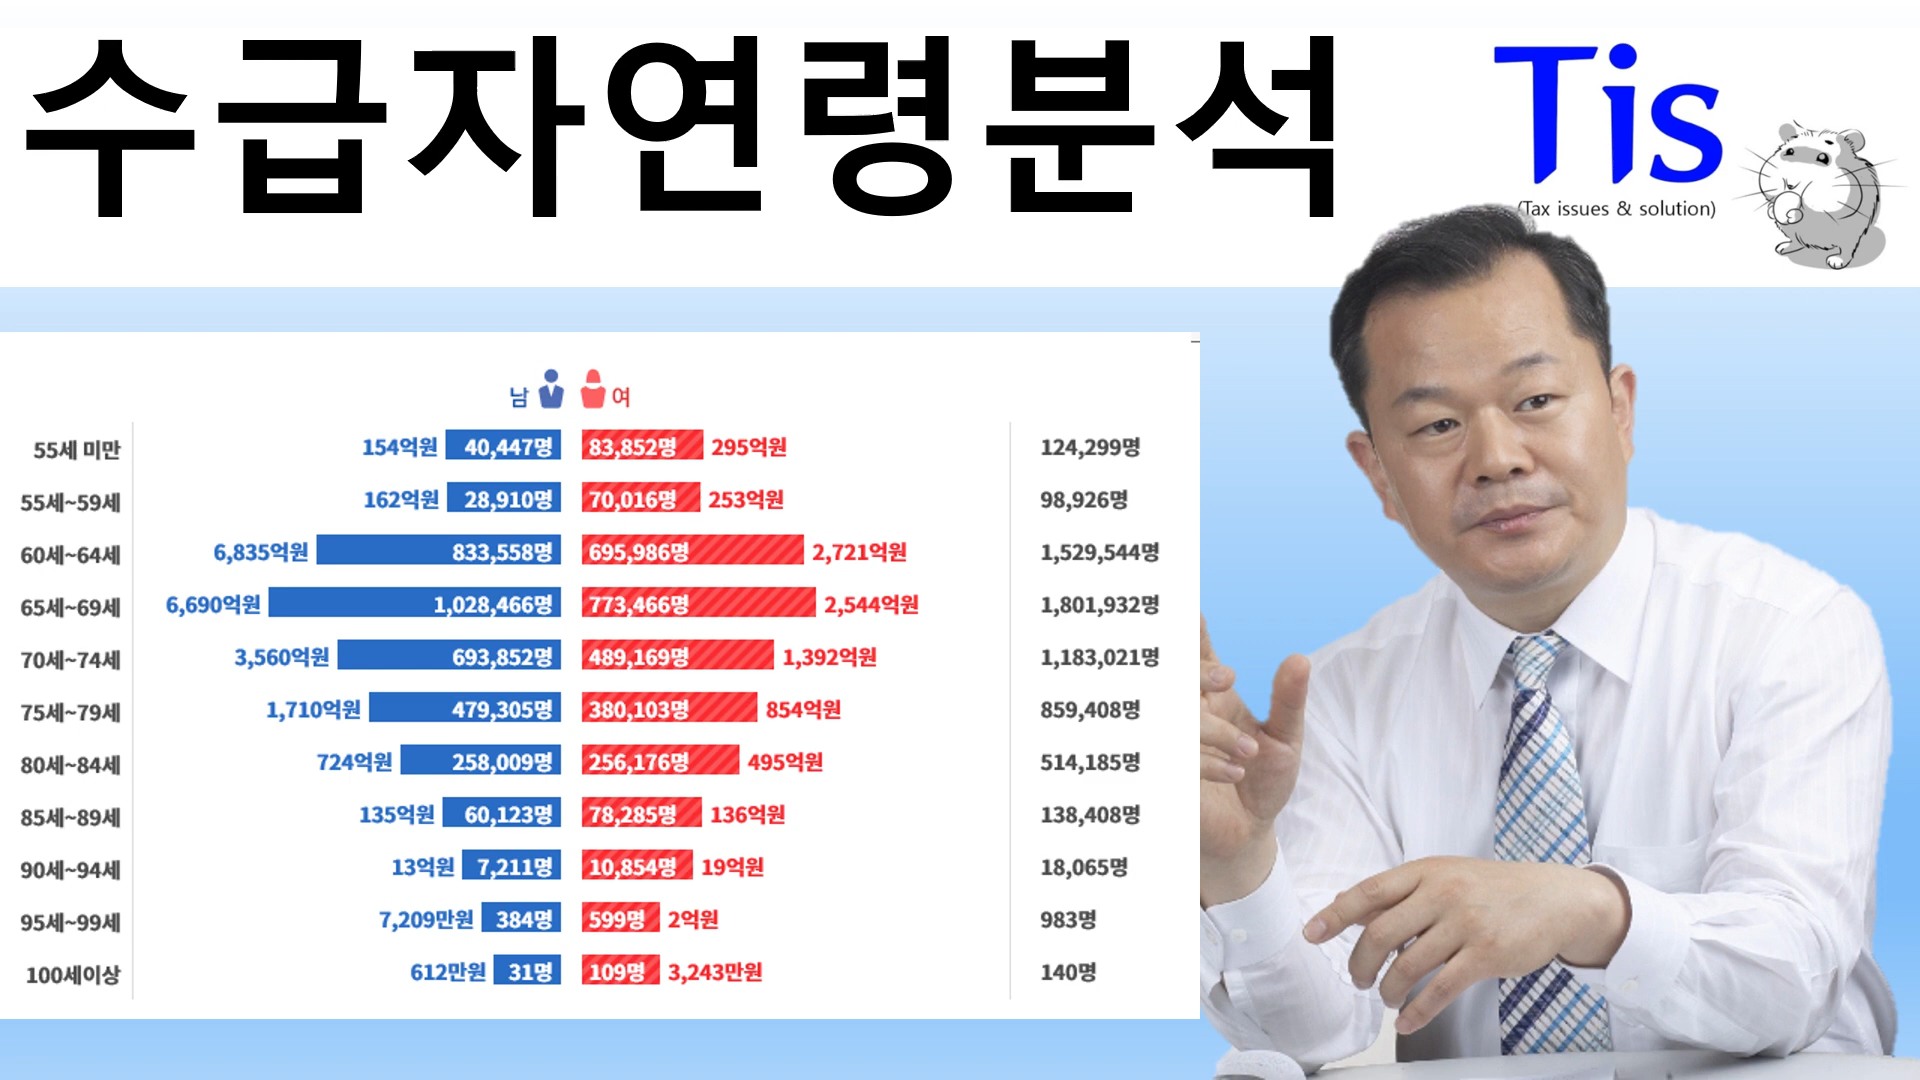 수급자연령분석
Tis
(Tax issues & solution)
남 여
55세 미만 154억원 40,447명 83,852명 295억원 124,299명
55세~59세 162억원 28,910명 70,016명 253억원 98,926명
60세~64세 6,835억원 833,558명 695,986명 2,721억원 1,529,544명
65세~69세 6,690억원 1,028,466명 773,466명 2,544억원 1,801,932명
70세~74세 3,560억원 693,852명 489,169명 1,392억원 1,183,021명
75세~79세 1,710억원 479,305명 380,103명 854억원 859,408명
80세~84세 724억원 258,009명 256,176명 495억원 514,185명
85세~89세 135억원 60,123명 78,285명 136억원 138,408명
90세~94세 13억원 7,211명 10,854명 19억원 18,065명
95세~99세 7,209만원 384명 599명 2억원 983명
100세이상 612만원 31명 109명 3,243만원 140명